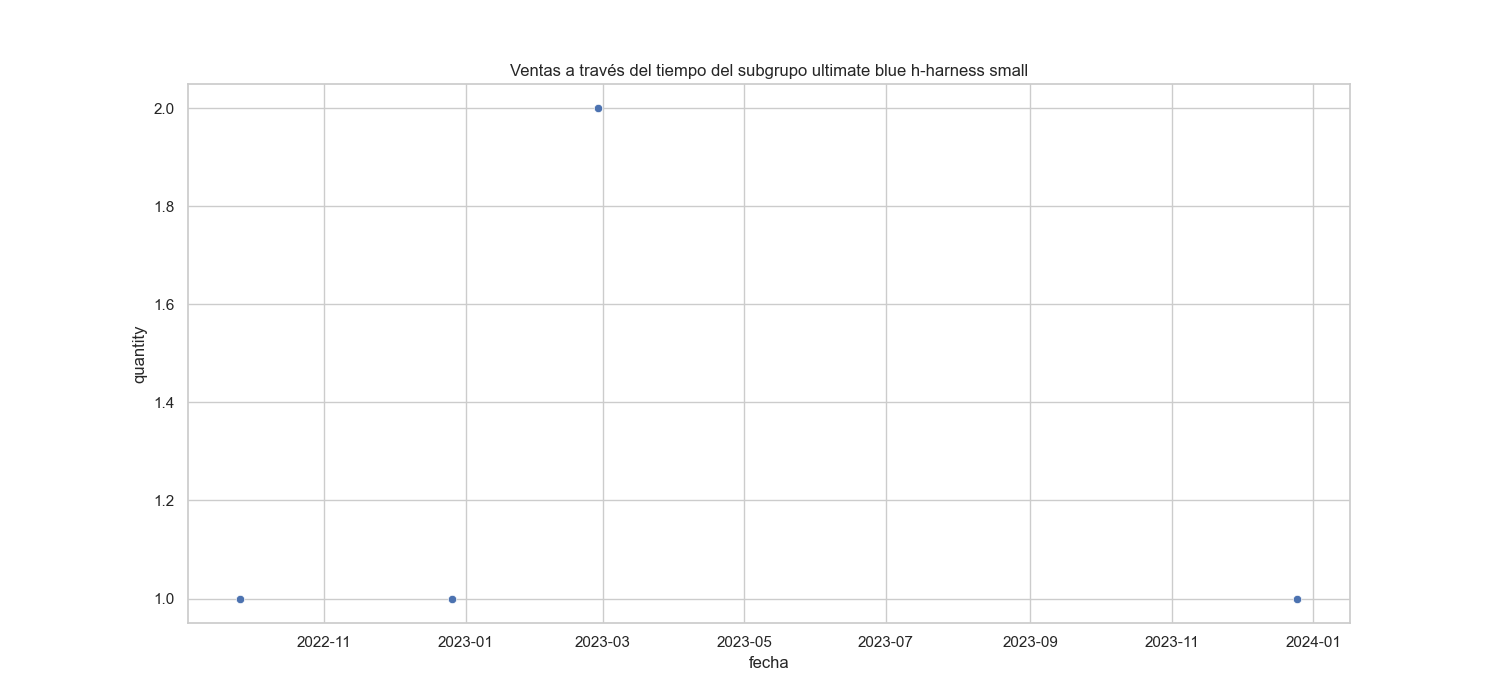 Ventas a través del tiempo del subgrupo ultimate blue h-harness small
2.0
1.8
1.6
1.4
1.2
1.0
quantity
2022-11 2023-01 2023-03 2023-05 2023-07 2023-09 2023-11 2024-01
fecha